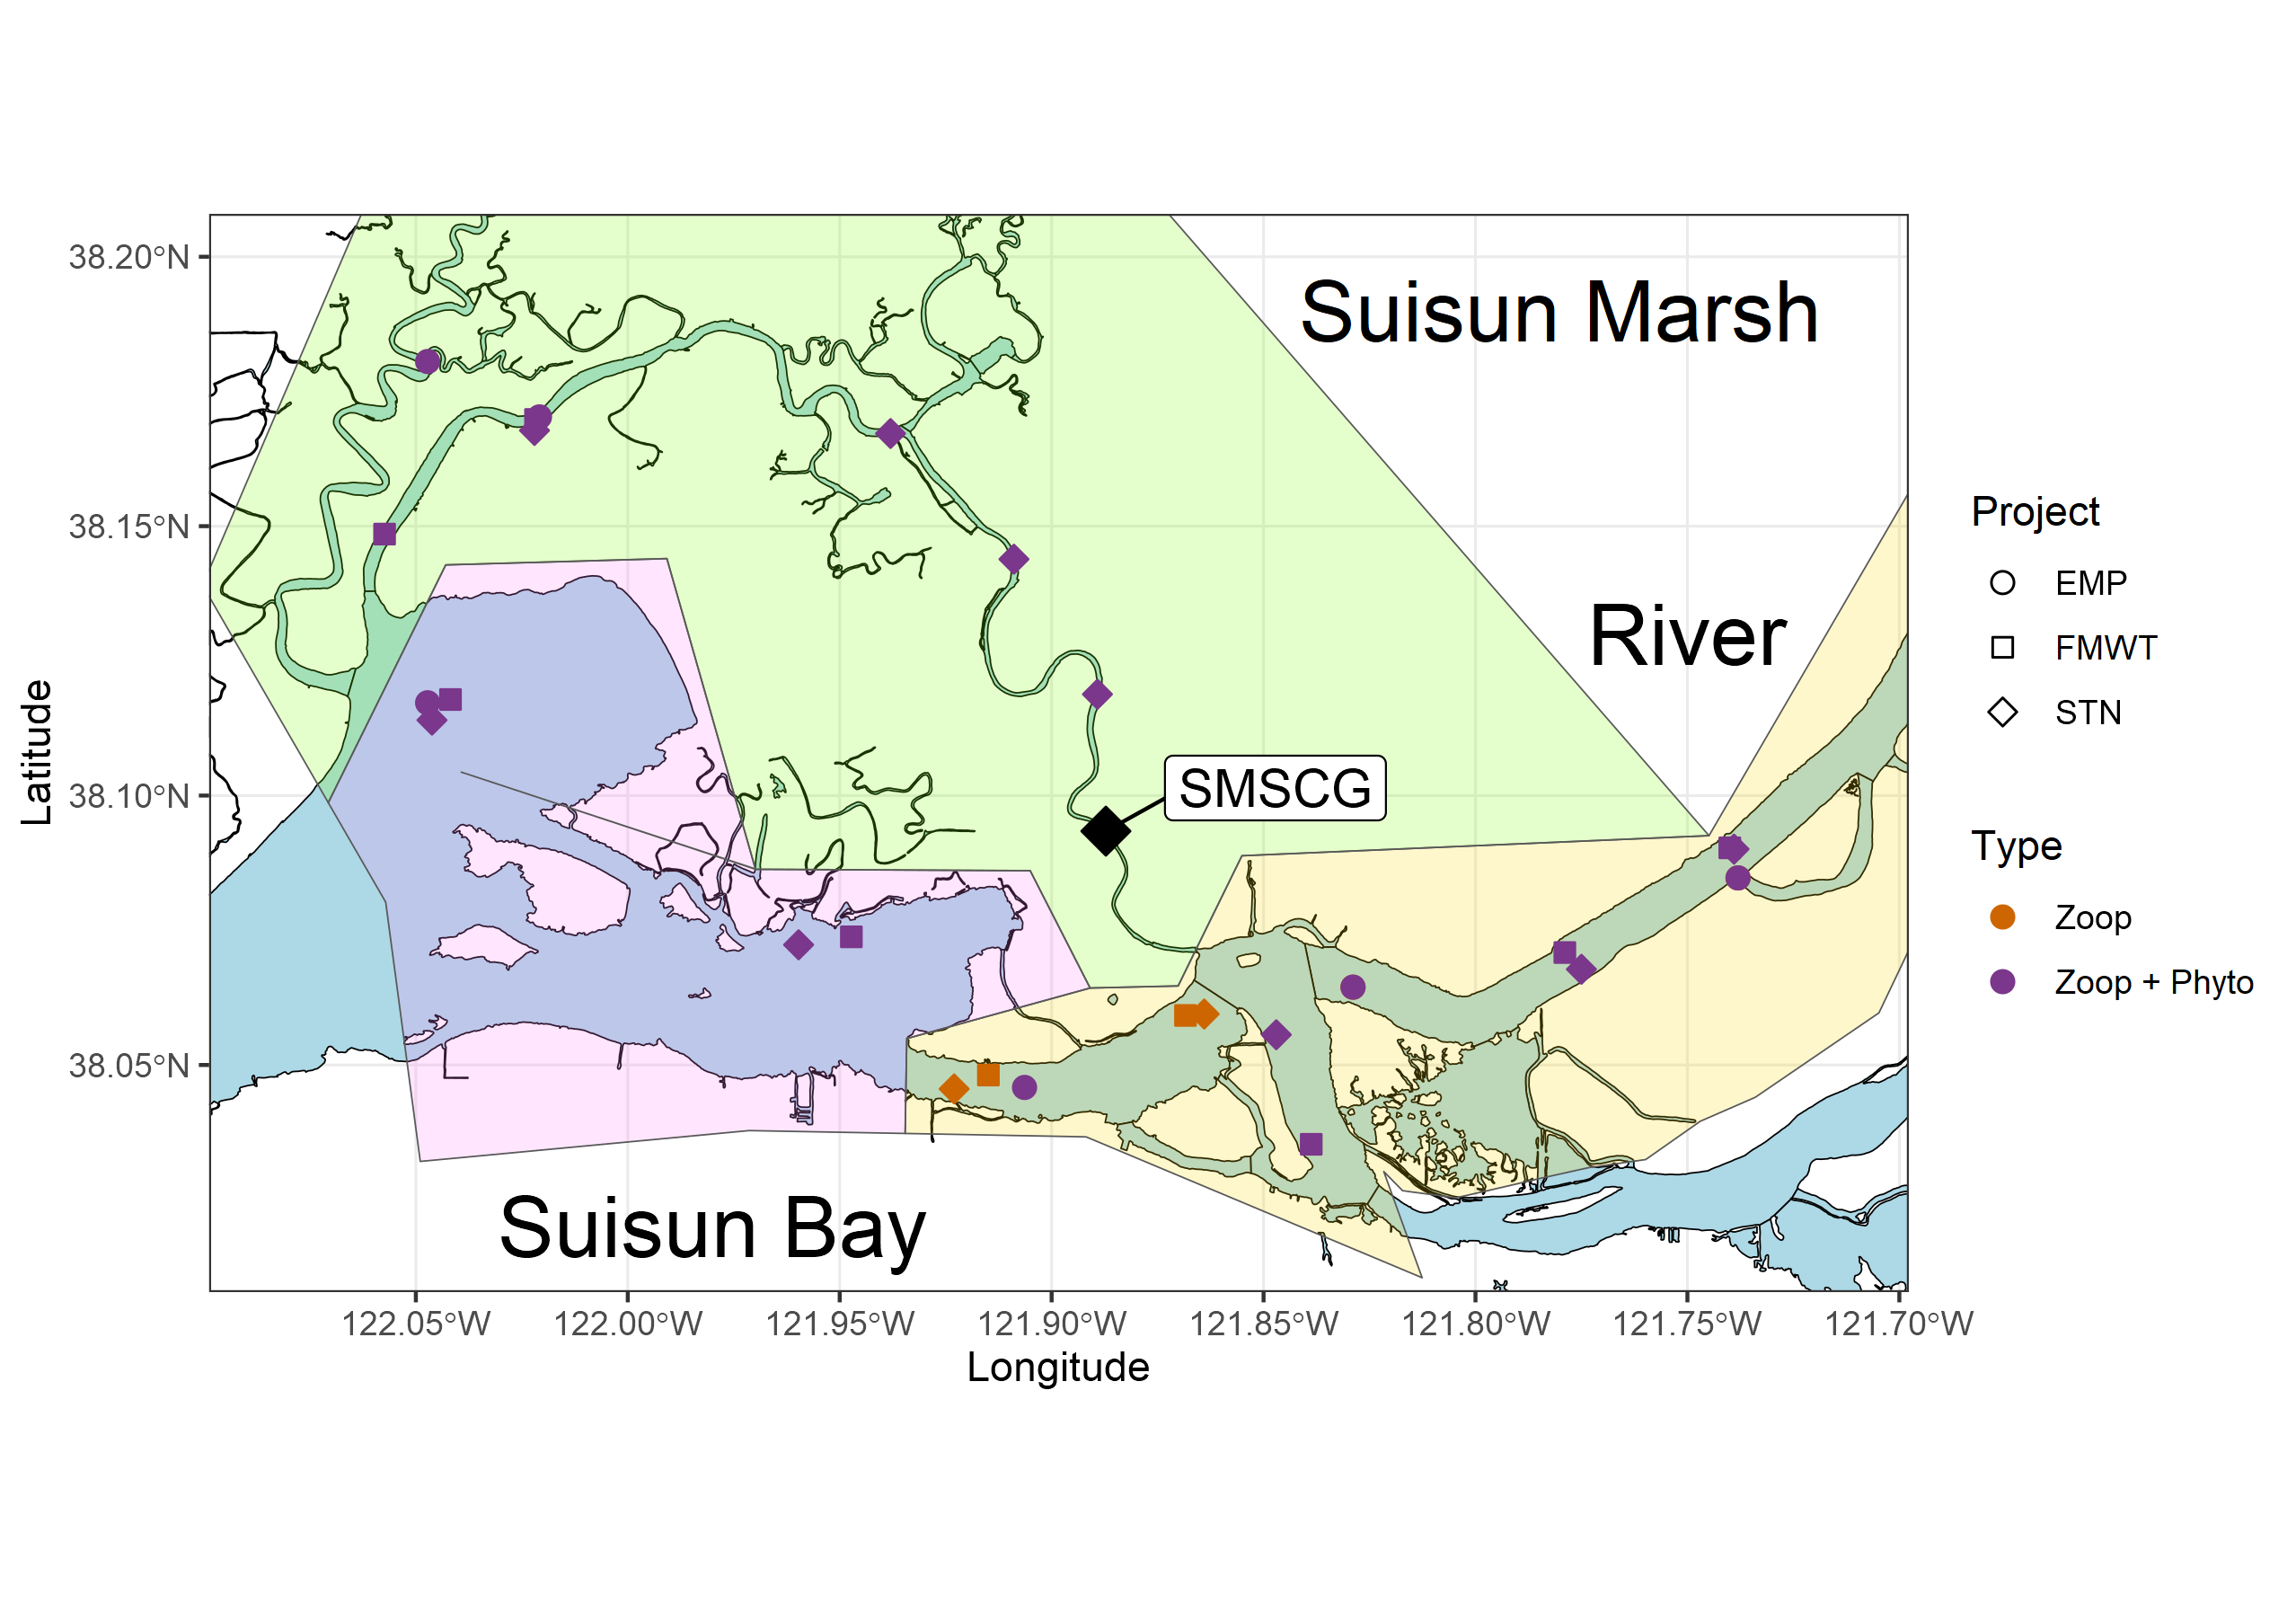 38.20°N
38.15°N
38.10°N
38.05°N
Latitude
Suisun Marsh
River
SMSCG
Suisun Bay
122.05°W 122.00°W 121.95°W 121.90°W 121.85°W 121.80°W 121.75°W 121.70°W
Longitude
Project
EMP
FMWT
STN
Type
Zoop
Zoop + Phyto